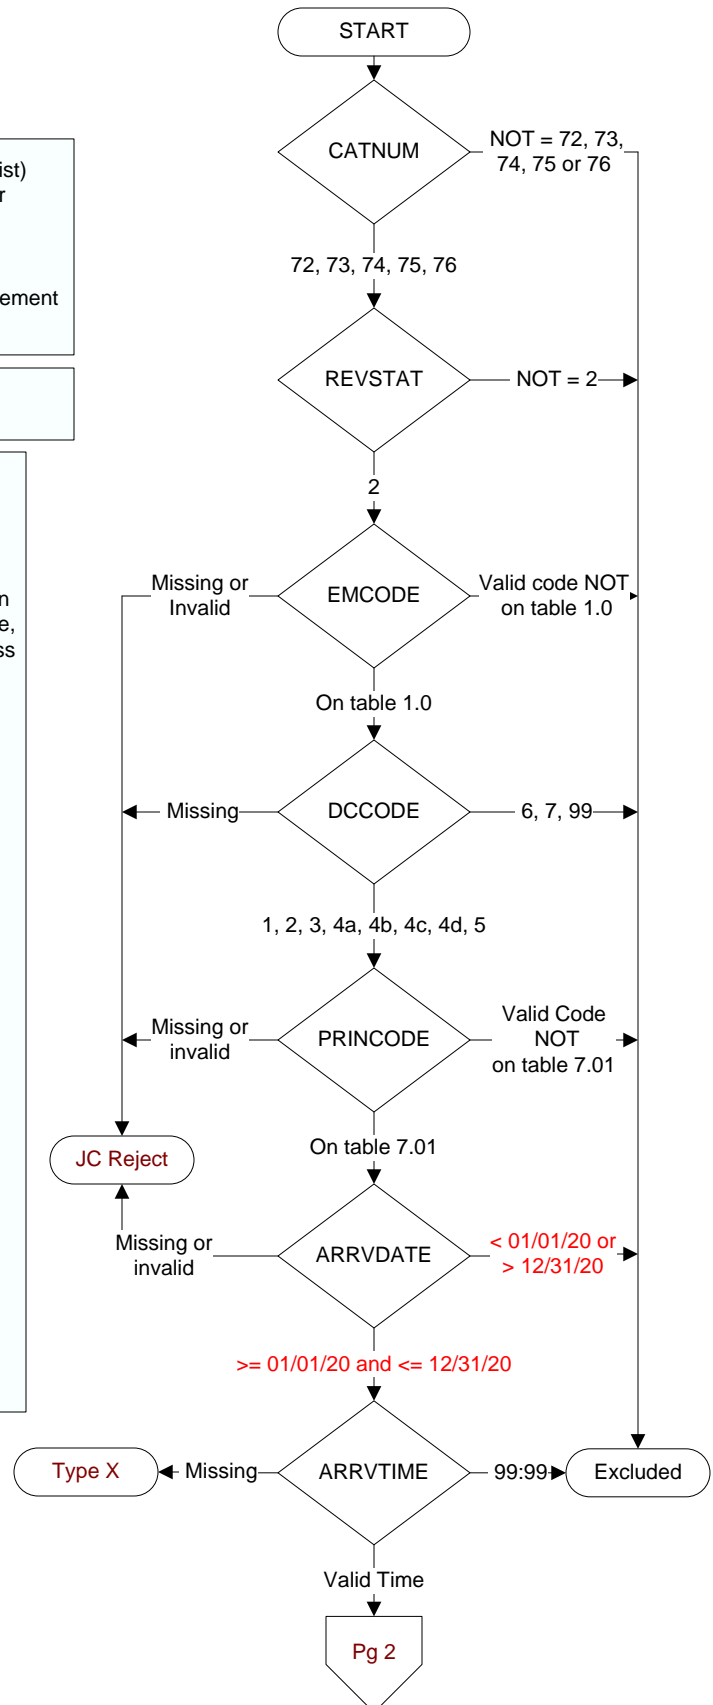 START
CATNUM
NOT = 72, 73,
74, 75 or 76
ist)
r
ement
72, 73, 74, 75, 76
REVSTAT
NOT = 2
2
n
e,
ss
Missing or
Invalid
EMCODE
Valid code NOT
on table 1.0
On table 1.0
Missing
DCCODE
6, 7, 99
1, 2, 3, 4a, 4b, 4c, 4d, 5
Missing or
invalid
PRINCODE
Valid Code
NOT
on table 7.01
On table 7.01
JC Reject
Missing or
invalid
ARRVDATE
< 01/01/20 or
> 12/31/20
>= 01/01/20 and <= 12/31/20
Type X
Missing
ARRVTIME
99:99
Excluded
Valid Time
Pg 2